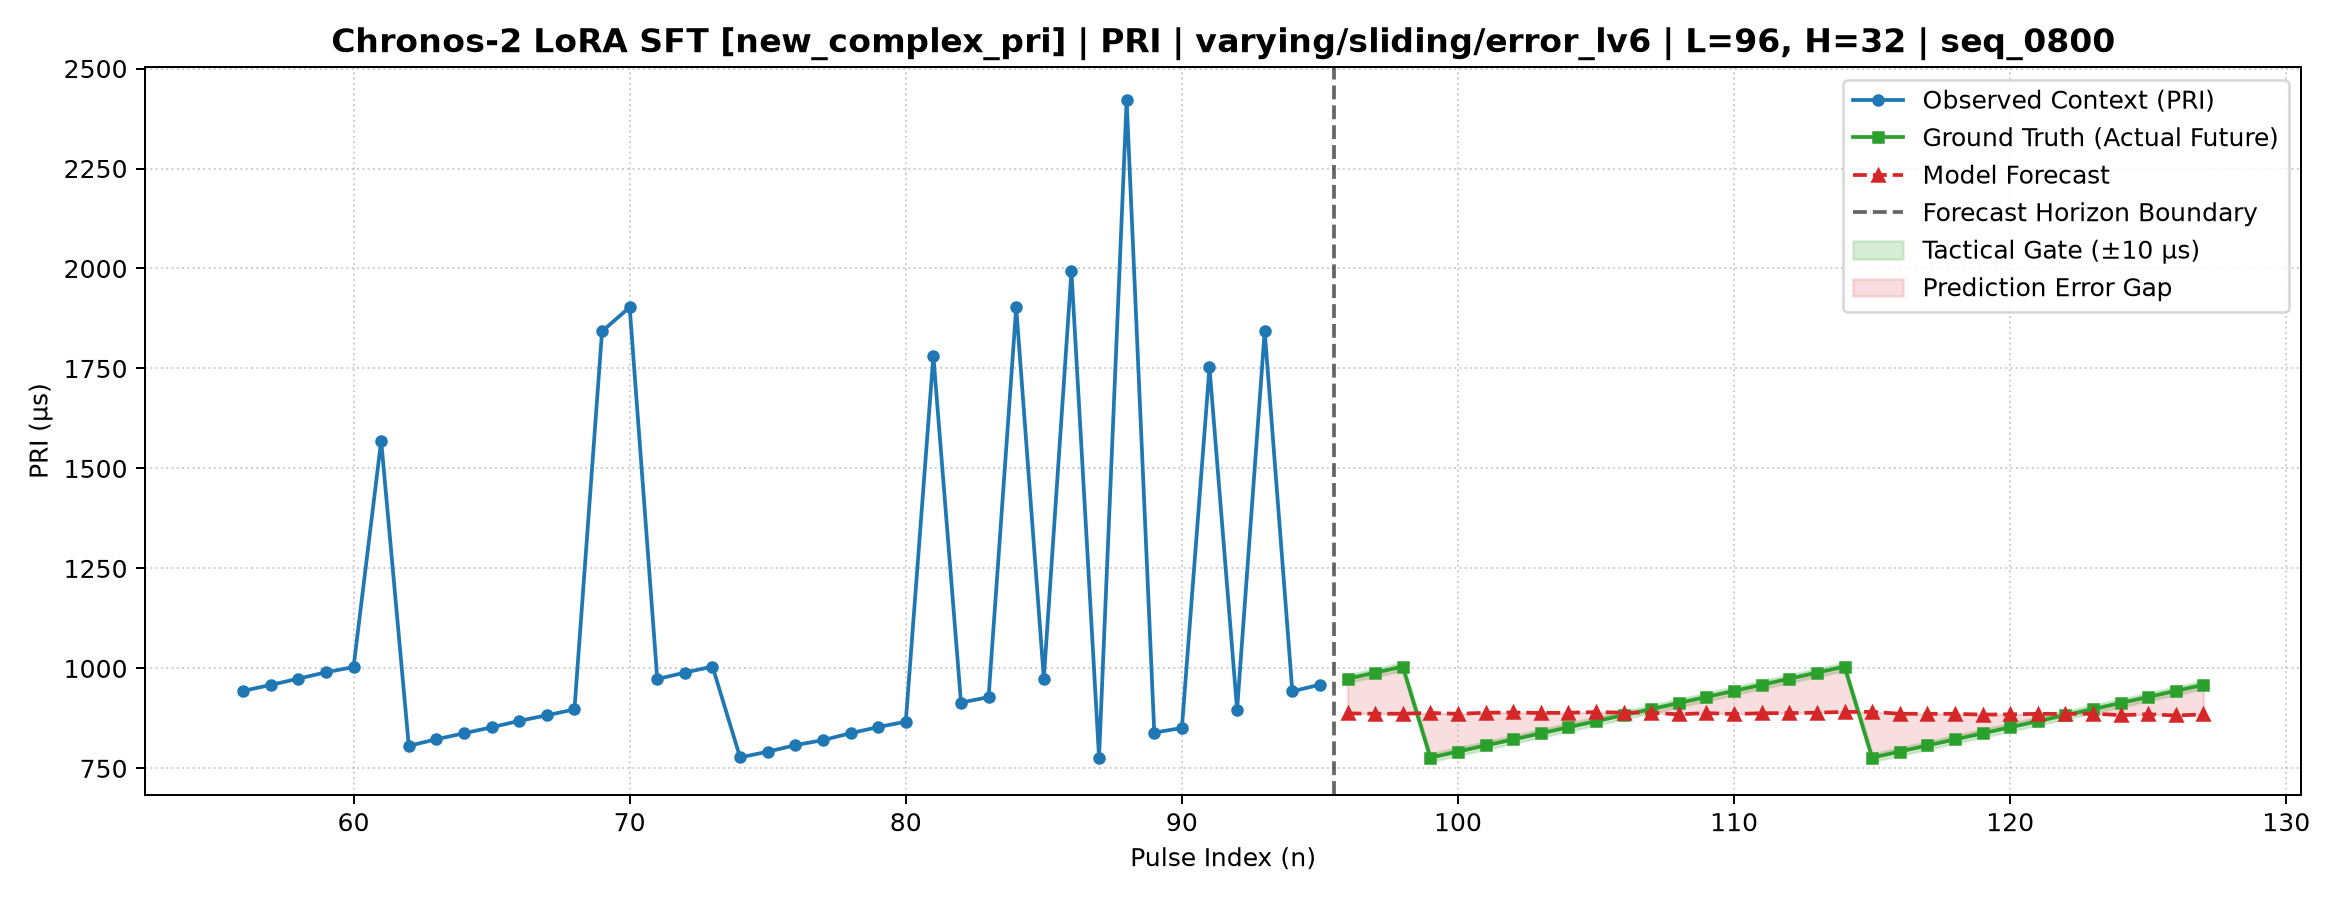 Chronos-2 LoRA SFT [new_complex_pri] | PRI | varying/sliding/error_lv6 | L=96, H=32 | seq_0800
2500
2250
2000
1750
1500
1250
1000
750
PRI (µs)
Observed Context (PRI)
Ground Truth (Actual Future)
Model Forecast
Forecast Horizon Boundary
Tactical Gate (±10 µs)
Prediction Error Gap
60
70
80
90
100
110
120
130
Pulse Index (n)